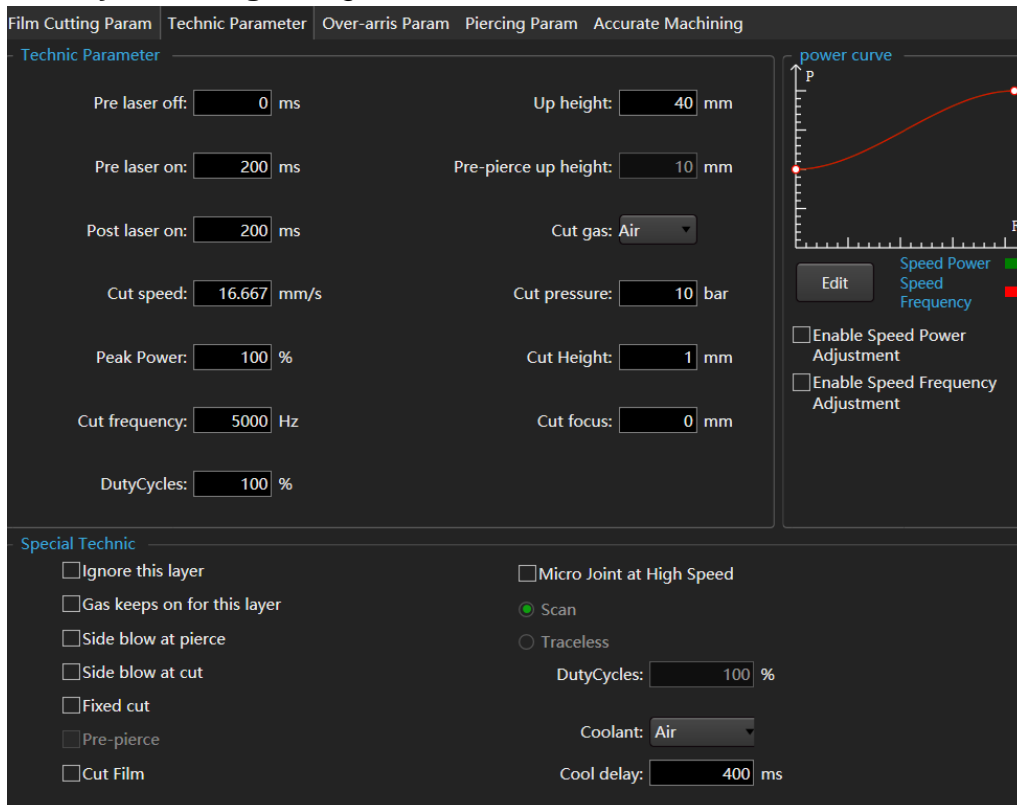 Film Cutting Param Technic Parameter Over-arris Param Piercing Param Accurate Machining
Technic Parameter
Pre laser off: 0 ms
Pre laser on: 200 ms
Post laser on: 200 ms
Cut speed: 16.667 mm/s
Peak Power: 100 %
Cut frequency: 5000 Hz
DutyCycles: 100 %
Up height: 40 mm
Pre-pierce up height: 10 mm
Cut gas: Air
Cut pressure: 10 bar
Cut Height: 1 mm
Cut focus: 0 mm
power curve
P
Edit
Speed Power
Speed
Frequency
Enable Speed Power
Adjustment
Enable Speed Frequency
Adjustment
Special Technic
Ignore this layer
Gas keeps on for this layer
Side blow at pierce
Side blow at cut
Fixed cut
Pre-pierce
Cut Film
Micro Joint at High Speed
Scan
Traceless
DutyCycles: 100 %
Coolant: Air
Cool delay: 400 ms